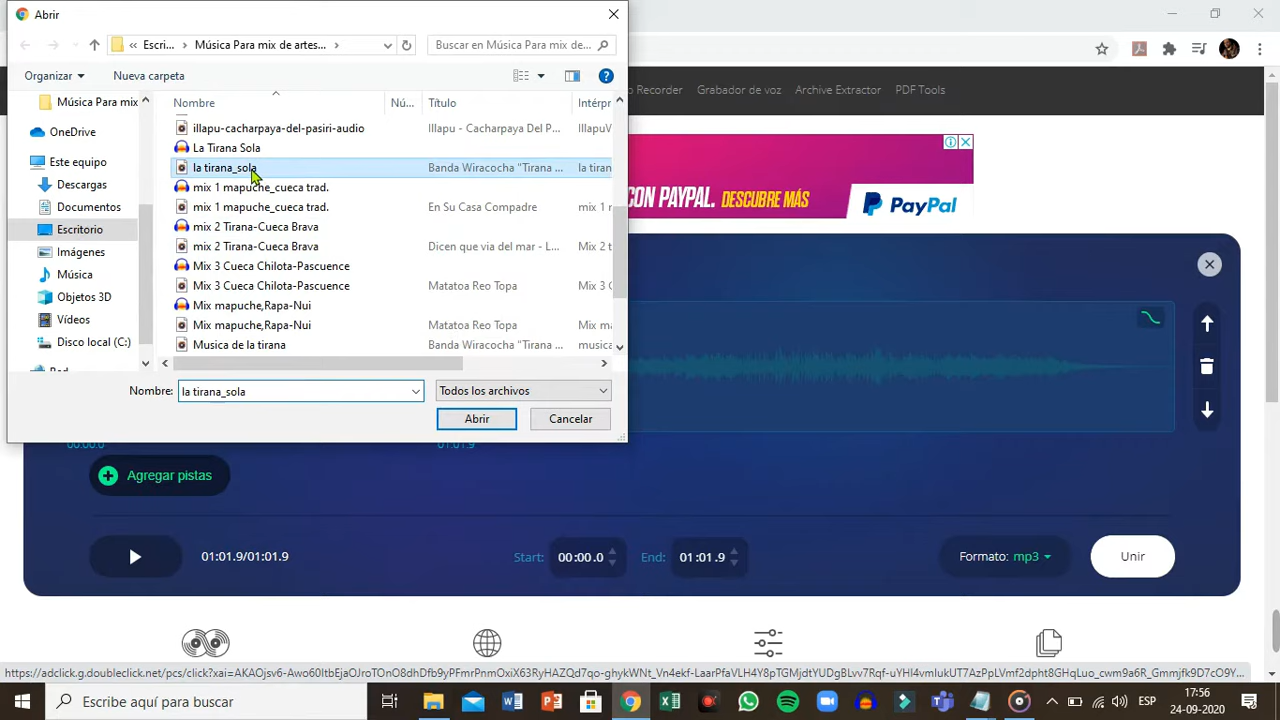 Abrir
Escri...
Música Para mix de artes...
Buscar en Música Para mix de...
Organizar
Nueva carpeta
Música Para mix
OneDrive
Este equipo
Descargas
Documentos
Escritorio
Imágenes
Música
Objetos 3D
Vídeos
Disco local (C:)
Nombre
Nú...
Título
Intérpr
illapu-cacharpaya-del-pasiri-audio
Illapu - Cacharpaya Del P...
IllapuV
La Tirana Sola
la tirana_sola
Banda Wiracocha "Tirana ...
la tiran
mix 1 mapuche_cueca trad.
mix 1 mapuche_cueca trad.
En Su Casa Compadre
mix 1 r
mix 2 Tirana-Cueca Brava
mix 2 Tirana-Cueca Brava
Dicen que via del mar - L...
Mix 2 t
Mix 3 Cueca Chilota-Pascuence
Mix 3 Cueca Chilota-Pascuence
Matatoa Reo Topa
Mix 3 C
Mix mapuche,Rapa-Nui
Mix mapuche,Rapa-Nui
Matatoa Reo Topa
Mix ma
Musica de la tirana
Banda Wiracocha "Tirana ...
musica
Nombre:
la tirana_sola
Todos los archivos
Abrir
Cancelar
o Recorder
Grabador de voz
Archive Extractor
PDF Tools
CON PAYPAL. DESCUBRE MÁS
PayPal
00:00.0
01:01.9
Agregar pistas
01:01.9/01:01.9
Start:
00:00.0
End:
01:01.9
Formato: mp3
Unir
Escribe aquí para buscar
ESP
17:56
24-09-2020